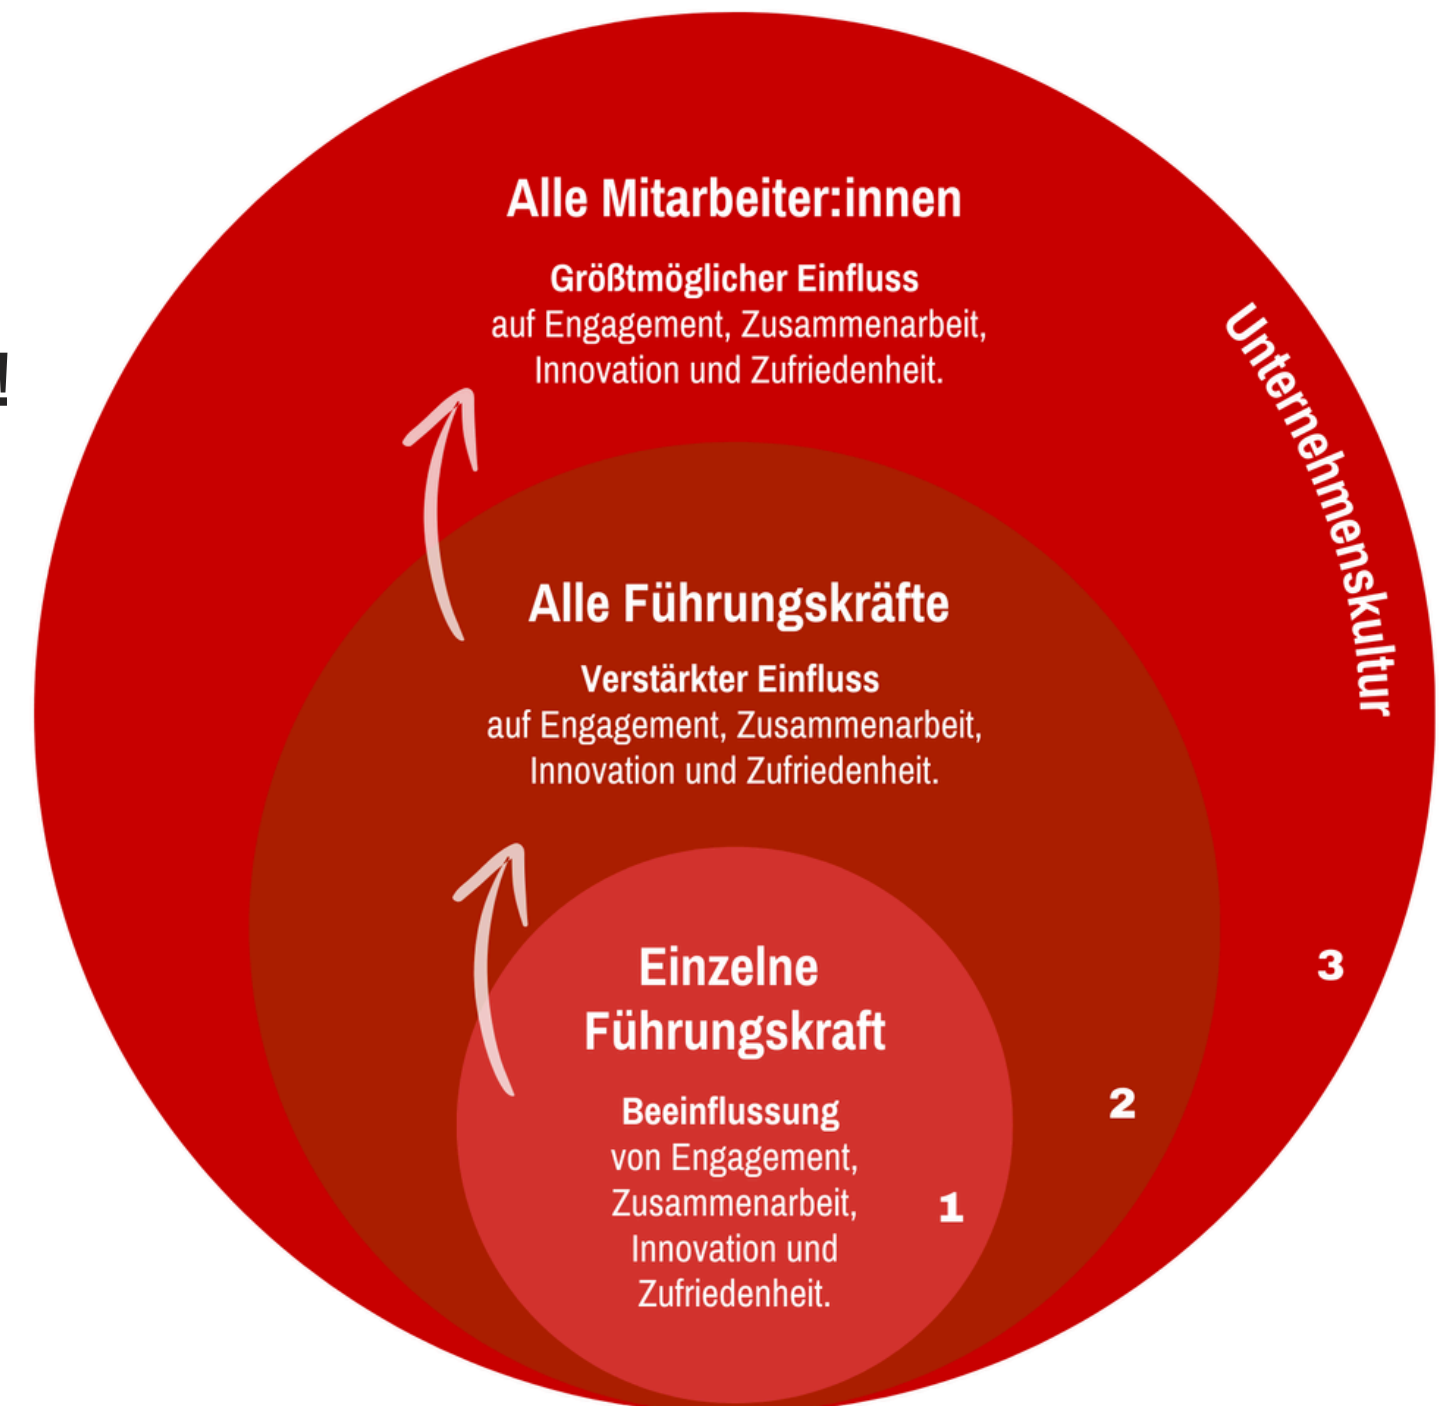 Alle Mitarbeiter:innen
Größtmöglicher Einfluss
auf Engagement, Zusammenarbeit,
Innovation und Zufriedenheit.
!
Unternehmenskultur
Alle Führungskräfte
Verstärkter Einfluss
auf Engagement, Zusammenarbeit,
Innovation und Zufriedenheit.
Einzelne
Führungskraft
Beeinflussung
von Engagement,
Zusammenarbeit,
Innovation und
Zufriedenheit.
1
2
3